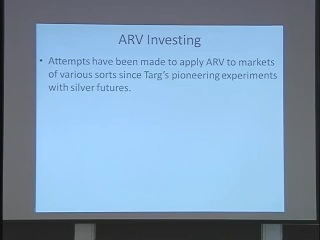 ARV Investing
• Attempts have been made to apply ARV to markets
of various sorts since Targ's pioneering experiments
with silver futures.